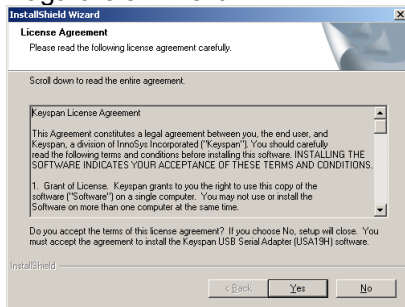 InstallShield Wizard
License Agreement
Please read the following license agreement carefully.
Scroll down to read the entire agreement.
Keyspan License Agreement
This Agreement constitutes a legal agreement between you, the end user, and
Keyspan, a division of InnoSys Incorporated ("Keyspan"). You should carefully
read the following terms and conditions before installing this software. INSTALLING THE
SOFTWARE INDICATES YOUR ACCEPTANCE OF THESE TERMS AND CONDITIONS.
1. Grant of License. Keyspan grants to you the right to use this copy of the
software ("Software") on a single computer. You may not use or install the
Software on more than one computer at the same time.
Do you accept the terms of this license agreement? If you choose No, setup will close. You
must accept the agreement to install the Keyspan USB Serial Adapter (USA19H) software.
InstallShield
< Back Yes No